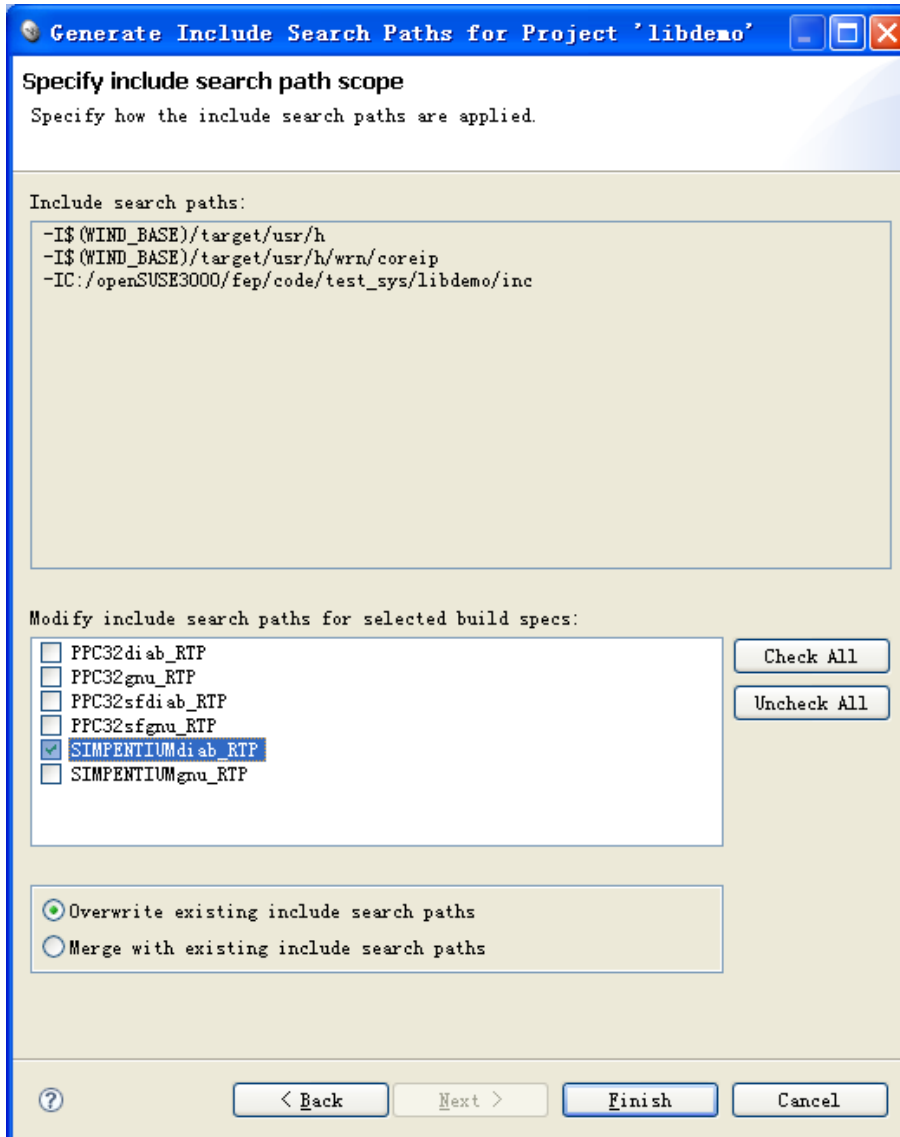 Generate Include Search Paths for Project 'libdemo'
Specify include search path scope
Specify how the include search paths are applied.
Include search paths:
-I$(WIND_BASE)/target/usr/h
-I$(WIND_BASE)/target/usr/h/wrn/coreip
-IC:/openSUSE3000/fep/code/test_sys/libdemo/inc
Modify include search paths for selected build specs:
PPC32diab_RTP
PPC32gnu_RTP
PPC32sfdiab_RTP
PPC32sfgnu_RTP
SIMPENTIUMdiab_RTP
SIMPENTIUMgnu_RTP
Check All
Uncheck All
Overwrite existing include search paths
Merge with existing include search paths
?
< Back
Next >
Finish
Cancel